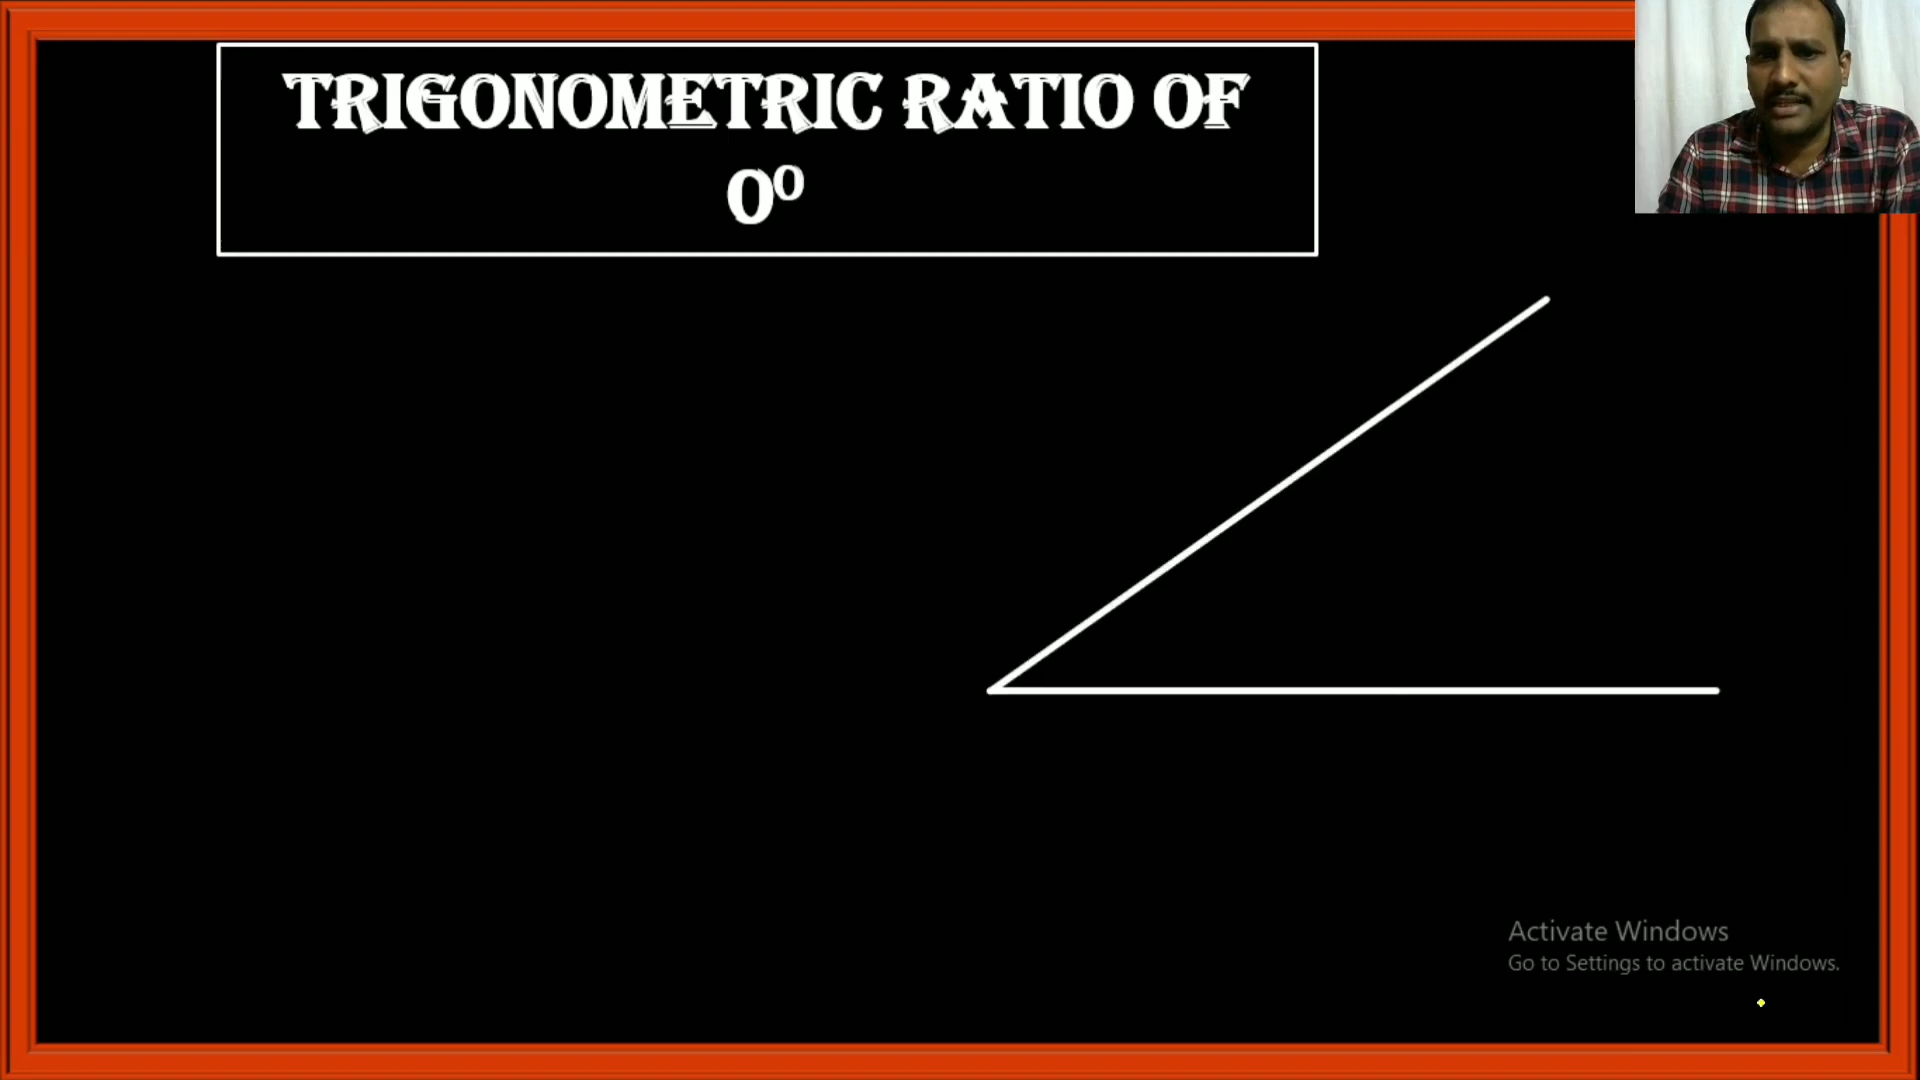 TRIGONOMETRIC RATIO OF
0⁰
Activate Windows
Go to Settings to activate Windows.